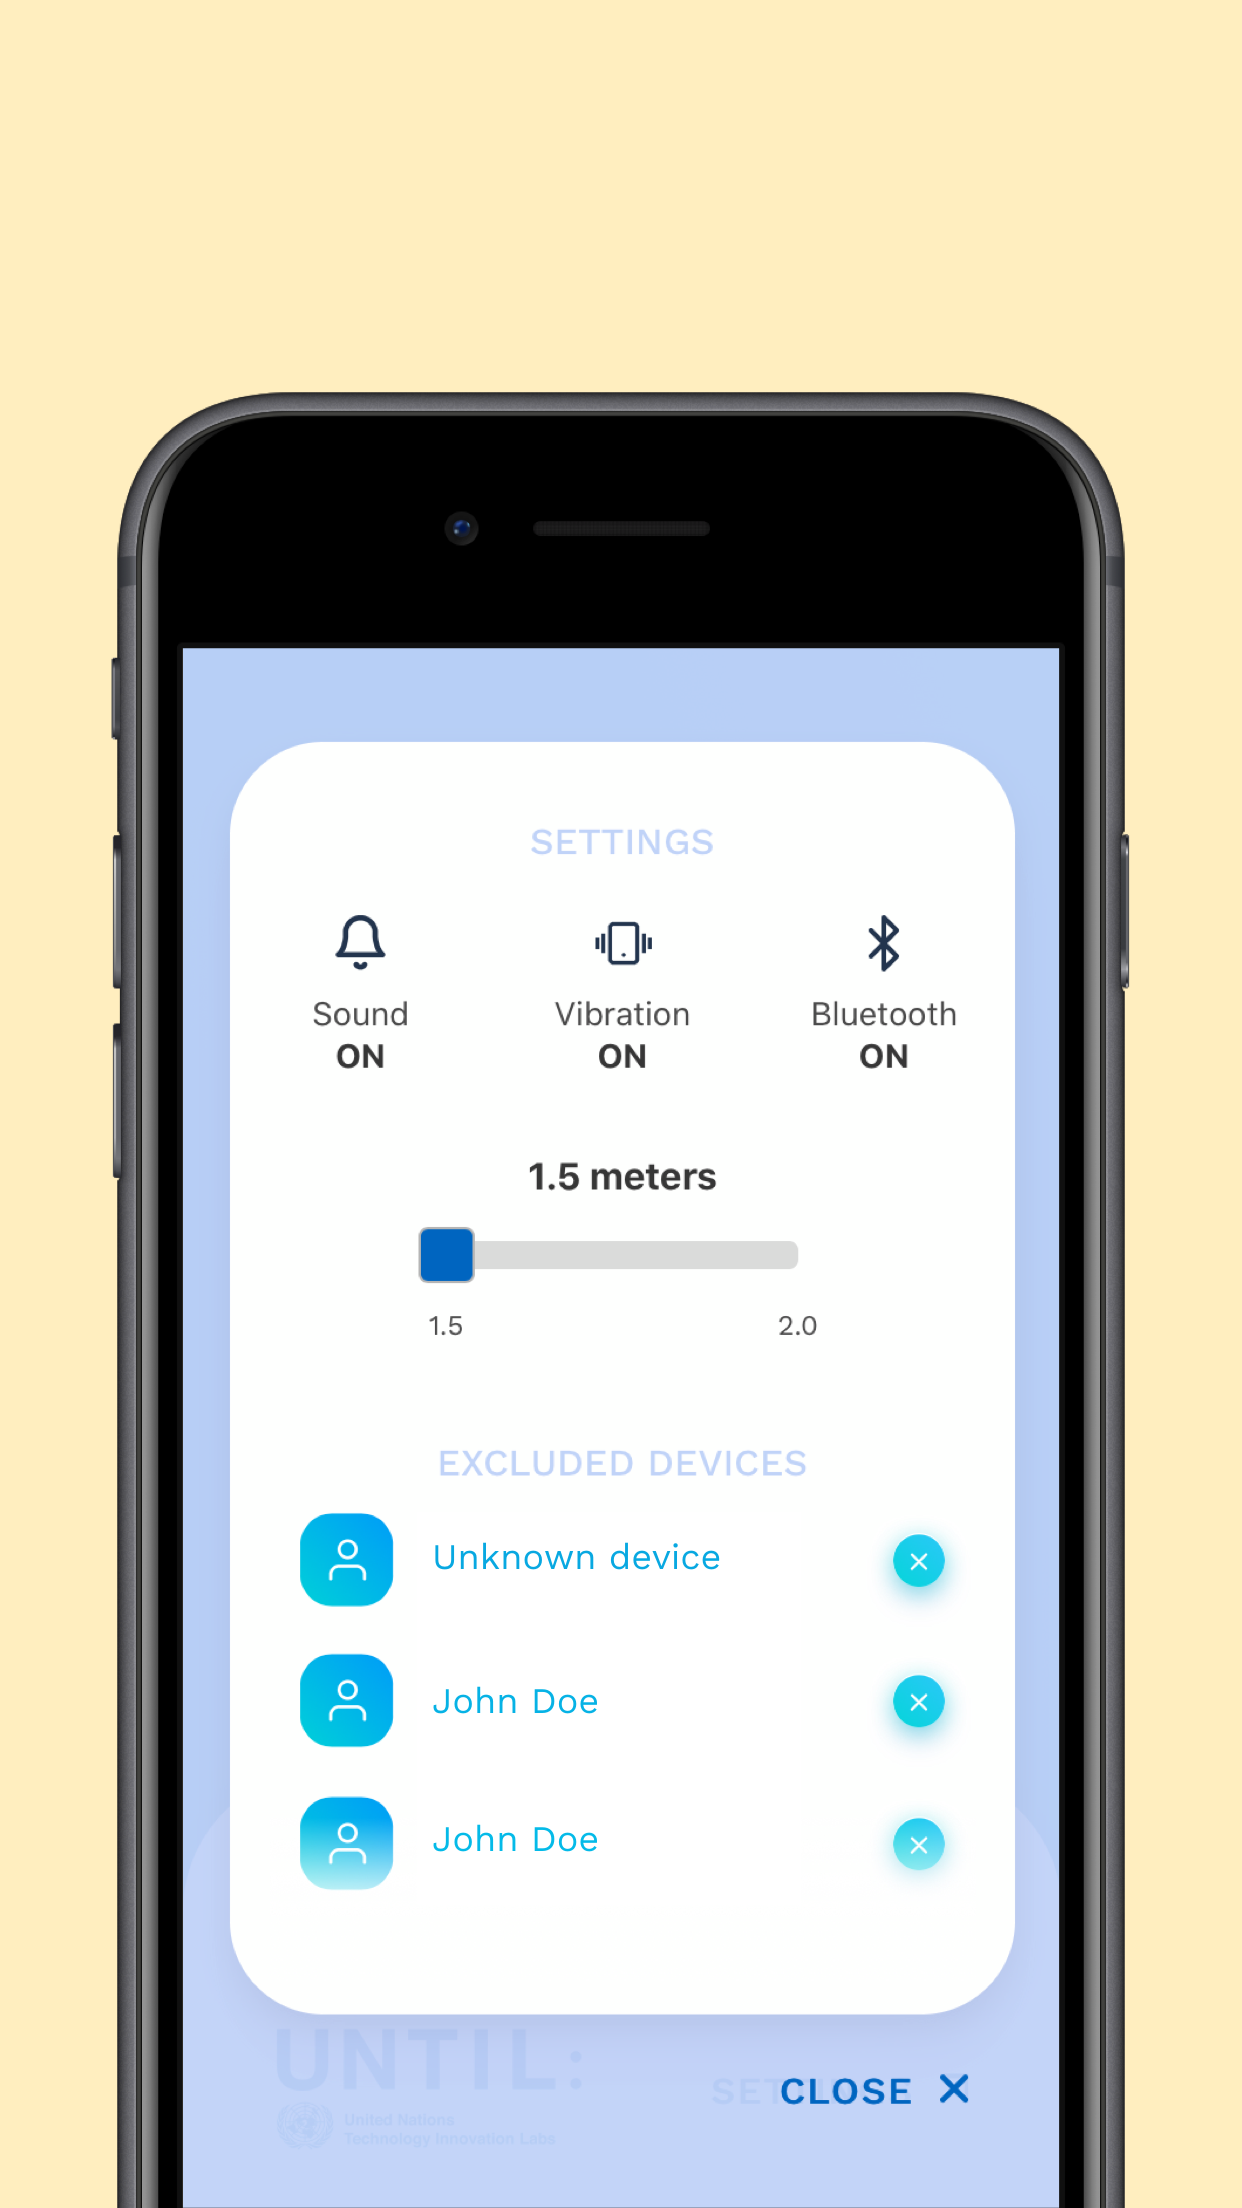 SETTINGS
Sound Vibration Bluetooth
ON ON ON
1.5 meters
1.5 2.0
EXCLUDED DEVICES
Unknown device
John Doe
John Doe
UNTIL:
CLOSE
United Nations
Technology Innovation Labs